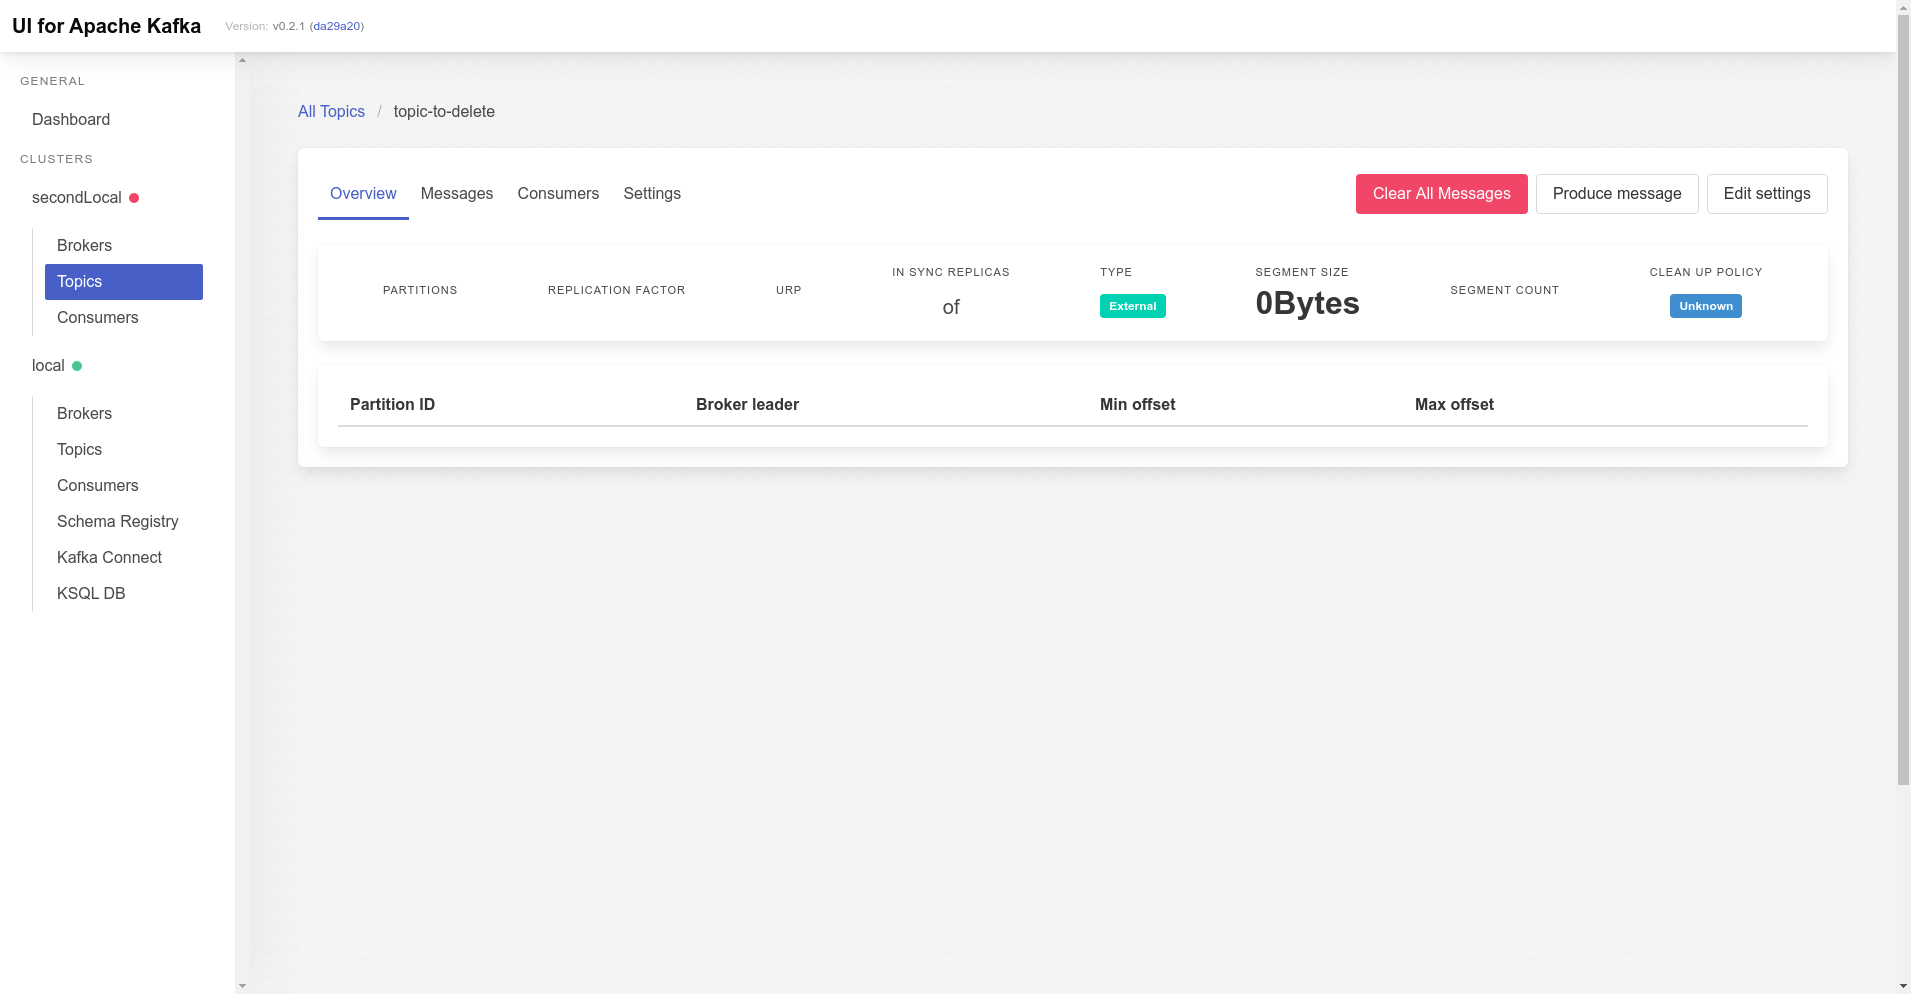 UI for Apache Kafka Version: v0.2.1 (da29a20)
GENERAL
Dashboard
CLUSTERS
secondLocal
Brokers
Topics
Consumers
local
Brokers
Topics
Consumers
Schema Registry
Kafka Connect
KSQL DB
All Topics / topic-to-delete
Overview Messages Consumers Settings Clear All Messages Produce message Edit settings
PARTITIONS
REPLICATION FACTOR
URP
IN SYNC REPLICAS
of
TYPE
External
SEGMENT SIZE
0Bytes
SEGMENT COUNT
CLEAN UP POLICY
Unknown
Partition ID Broker leader Min offset Max offset